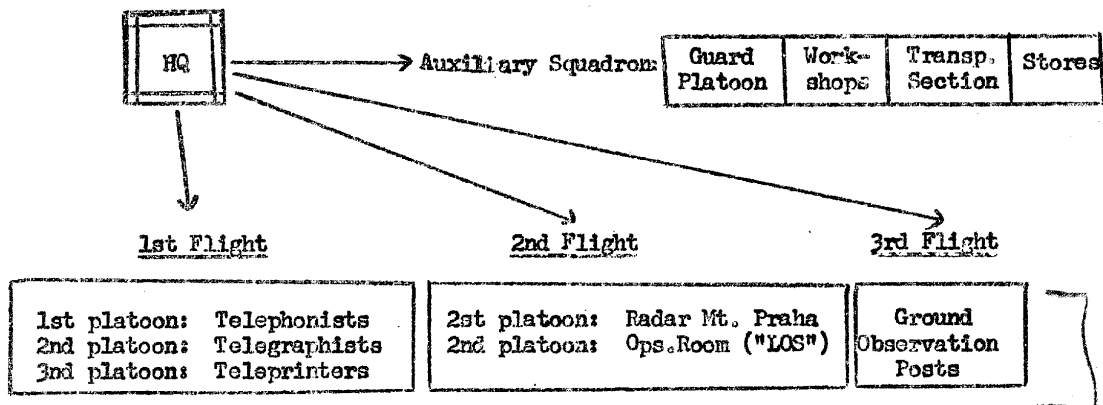 HQ
Auxiliary Squadron:
Guard Platoon
Work-
shops
Transp.
Section
Stores
1st Flight
2nd Flight
3rd Flight
1st platoon: Telephonists
2nd platoon: Telegraphists
3nd platoon: Teleprinters
2st platoon: Radar Mt. Praha
2nd platoon: Ops.Room ("LOS")
Ground
Observation
Posts